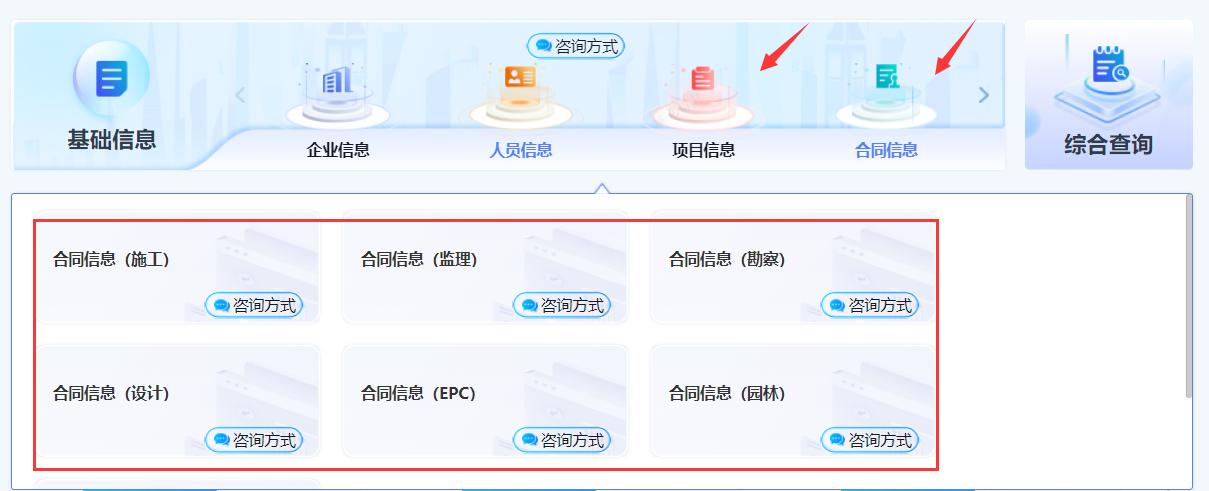 咨询方式
基础信息
企业信息
人员信息
项目信息
合同信息
综合查询
合同信息（施工）
咨询方式
合同信息（监理）
咨询方式
合同信息（勘察）
咨询方式
合同信息（设计）
咨询方式
合同信息（EPC）
咨询方式
合同信息（园林）
咨询方式